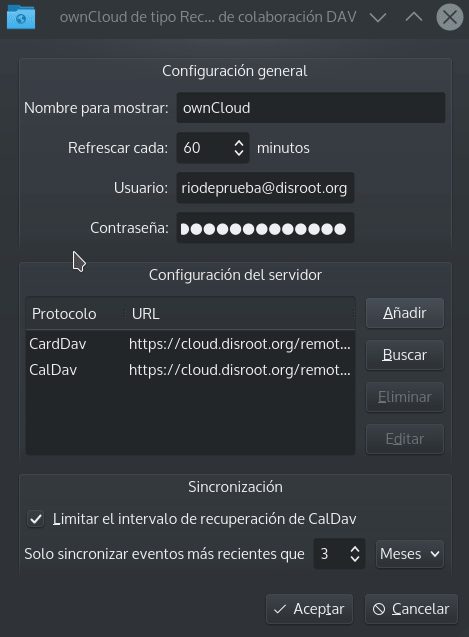 ownCloud de tipo Rec... de colaboración DAV
Configuración general
Nombre para mostrar: ownCloud
Refrescar cada: 60 minutos
Usuario: riodeprueba@disroot.org
Contraseña: ●●●●●●●●●●●●●
Configuración del servidor
Protocolo URL Añadir
CardDav https://cloud.disroot.org/remot...
Buscar
CalDav https://cloud.disroot.org/remot...
Eliminar
Editar
Sincronización
Limitar el intervalo de recuperación de CalDav
Solo sincronizar eventos más recientes que 3 Meses
Aceptar Cancelar